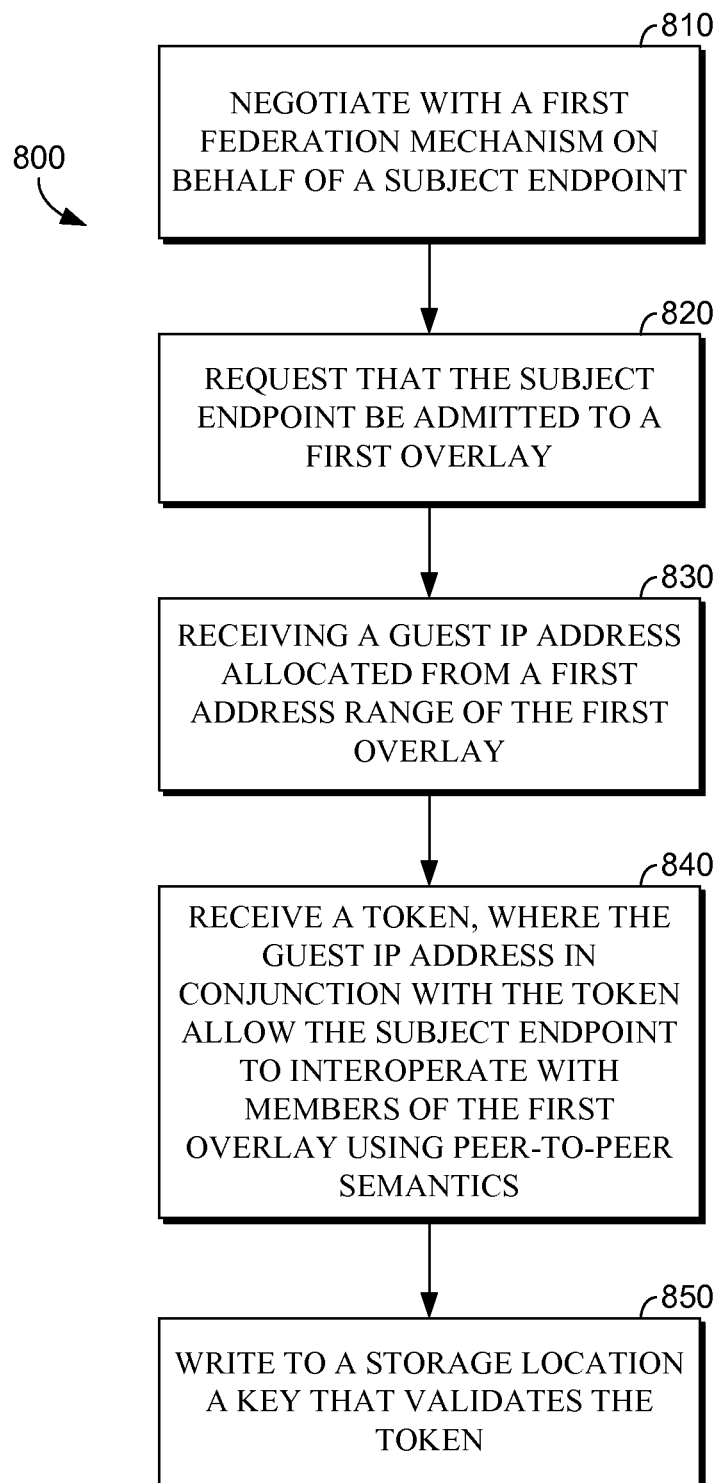 810
NEGOTIATE WITH A FIRST
FEDERATION MECHANISM ON
BEHALF OF A SUBJECT ENDPOINT
800
820
REQUEST THAT THE SUBJECT
ENDPOINT BE ADMITTED TO A
FIRST OVERLAY
830
RECEIVING A GUEST IP ADDRESS
ALLOCATED FROM A FIRST
ADDRESS RANGE OF THE FIRST
OVERLAY
840
RECEIVE A TOKEN, WHERE THE
GUEST IP ADDRESS IN
CONJUNCTION WITH THE TOKEN
ALLOW THE SUBJECT ENDPOINT
TO INTEROPERATE WITH
MEMBERS OF THE FIRST
OVERLAY USING PEER-TO-PEER
SEMANTICS
850
WRITE TO A STORAGE LOCATION
A KEY THAT VALIDATES THE
TOKEN